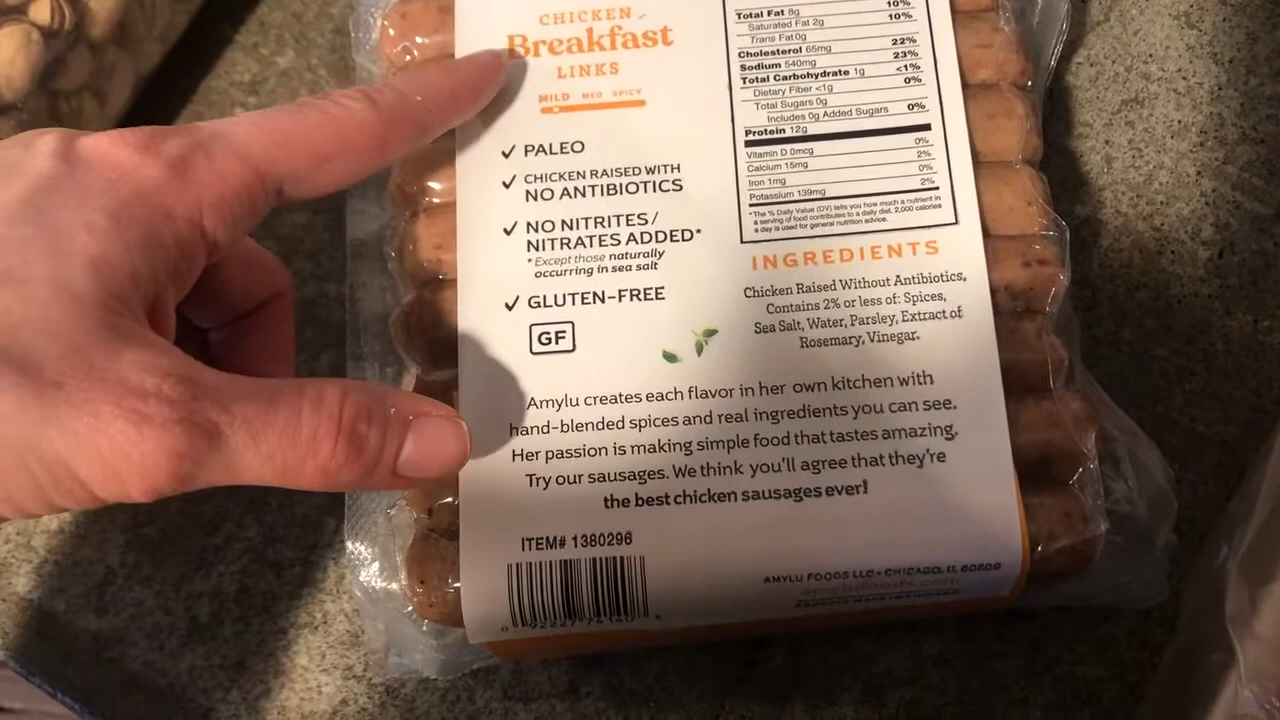 CHICKEN
Breakfast
LINKS
MILD MED SPICY
✓ PALEO
✓ CHICKEN RAISED WITH
NO ANTIBIOTICS
✓ NO NITRITES/
NITRATES ADDED*
*Except those naturally
occurring in sea salt
✓ GLUTEN-FREE
GF
10%
Total Fat 8g
Saturated Fat 2g 10%
Trans Fat 0g
Cholesterol 65mg 22%
Sodium 540mg 23%
Total Carbohydrate 1g <1%
Dietary Fiber <1g 0%
Total Sugars 0g
Includes 0g Added Sugars 0%
Protein 12g
Vitamin D 0mcg 0%
Calcium 15mg 2%
Iron 1mg 0%
Potassium 139mg 2%
*The % Daily Value (DV) tells you how much a nutrient in
a serving of food contributes to a daily diet. 2,000 calories
a day is used for general nutrition advice.
INGREDIENTS
Chicken Raised Without Antibiotics,
Contains 2% or less of: Spices,
Sea Salt, Water, Parsley, Extract of
Rosemary, Vinegar.
Amylu creates each flavor in her own kitchen with
hand-blended spices and real ingredients you can see.
Her passion is making simple food that tastes amazing.
Try our sausages. We think you'll agree that they're
the best chicken sausages ever!
ITEM# 1380296
AMYLU FOODS LLC • CHICAGO, IL 60609
amylufoods.com